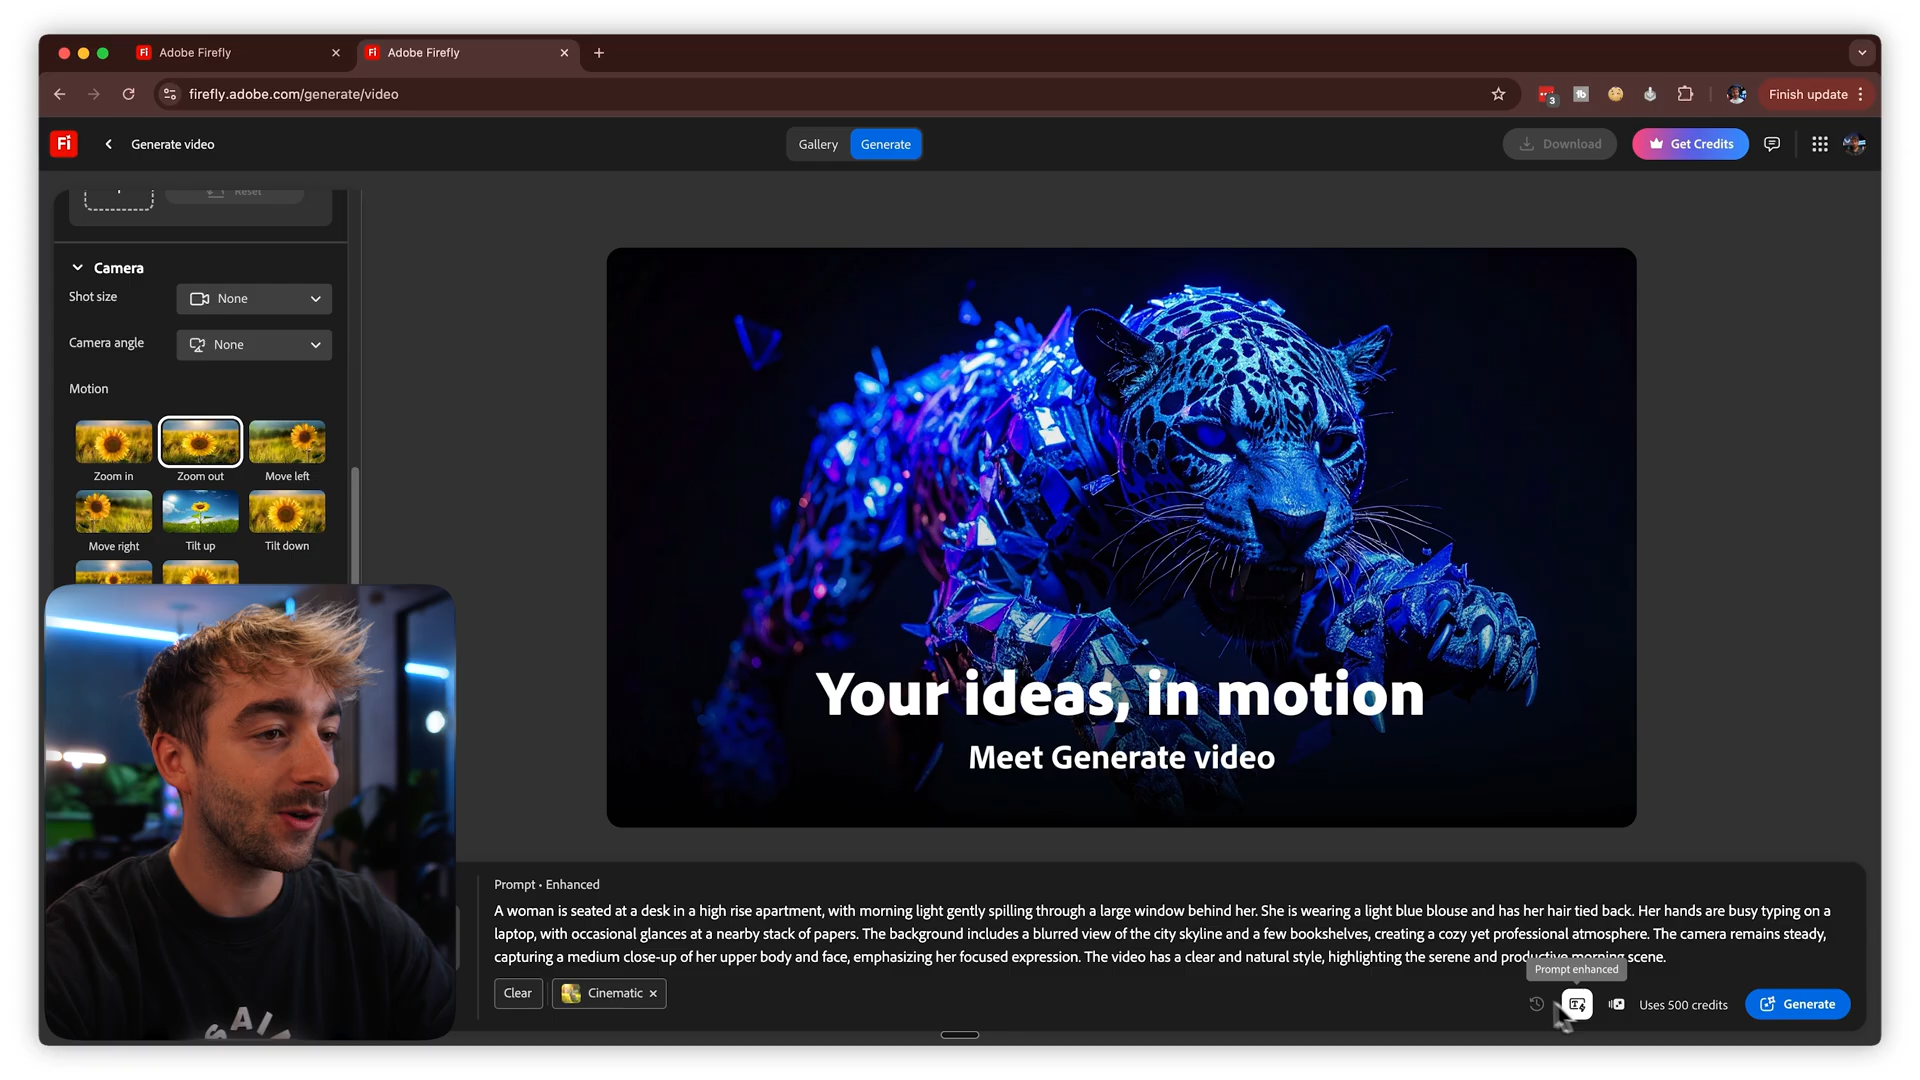 Fi Adobe Firefly
Fi Adobe Firefly
firefly.adobe.com/generate/video
3
tb
Finish update
Fi
Generate video
Gallery
Generate
Download
Get Credits
Reset
Camera
Shot size
None
Camera angle
None
Motion
Zoom in
Zoom out
Move left
Move right
Tilt up
Tilt down
Your ideas, in motion
Meet Generate video
Prompt • Enhanced
A woman is seated at a desk in a high rise apartment, with morning light gently spilling through a large window behind her. She is wearing a light blue blouse and has her hair tied back. Her hands are busy typing on a
laptop, with occasional glances at a nearby stack of papers. The background includes a blurred view of the city skyline and a few bookshelves, creating a cozy yet professional atmosphere. The camera remains steady,
capturing a medium close-up of her upper body and face, emphasizing her focused expression. The video has a clear and natural style, highlighting the serene and productive morning scene.
Prompt enhanced
Clear
Cinematic
Uses 500 credits
Generate